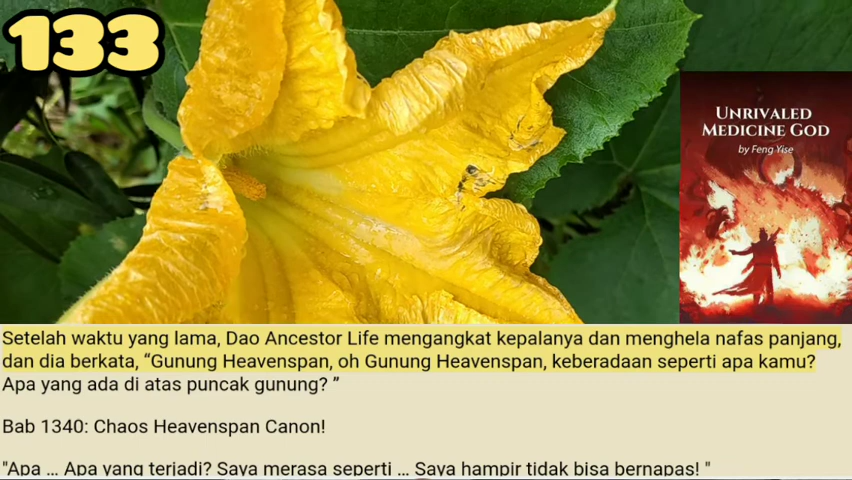 133
UNRIVALED
MEDICINE GOD
by Feng Yise
Setelah waktu yang lama, Dao Ancestor Life mengangkat kepalanya dan menghela nafas panjang,
dan dia berkata, “Gunung Heavenspan, oh Gunung Heavenspan, keberadaan seperti apa kamu?
Apa yang ada di atas puncak gunung? ”
Bab 1340: Chaos Heavenspan Canon!
"Apa ... Apa yang terjadi? Saya merasa seperti ... Saya hampir tidak bisa bernapas! "